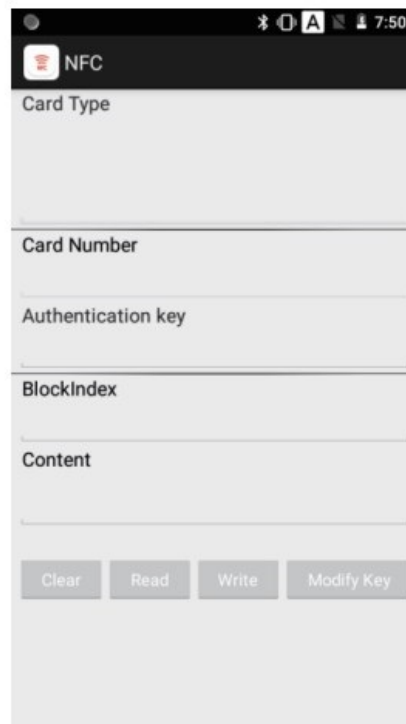 A 7:50
NFC
Card Type
Card Number
Authentication key
BlockIndex
Content
Clear Read Write Modify Key